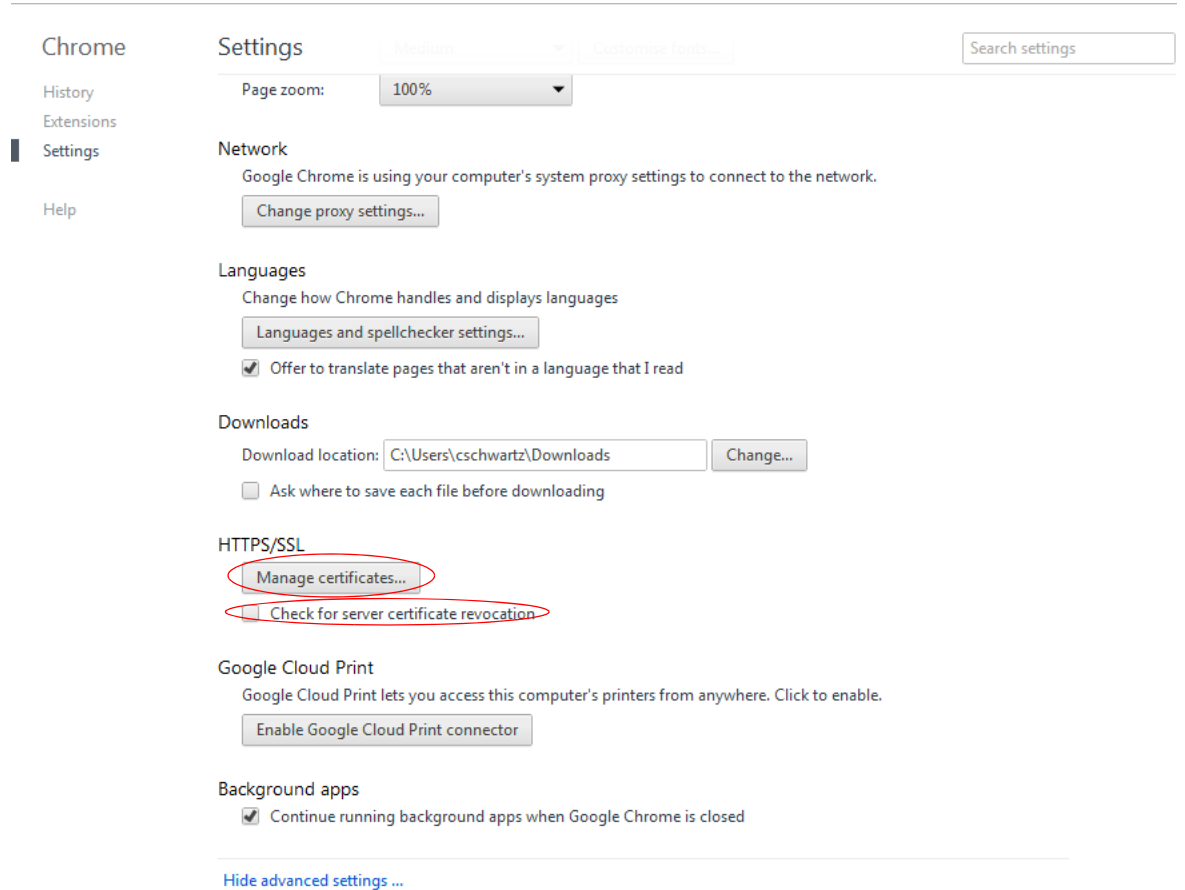 Chrome
History
Extensions
Settings
Help
Settings
Medium
Customise fonts...
Search settings
Page zoom:
100%
Network
Google Chrome is using your computer's system proxy settings to connect to the network.
Change proxy settings...
Languages
Change how Chrome handles and displays languages
Languages and spellchecker settings...
Offer to translate pages that aren't in a language that I read
Downloads
Download location: C:\Users\cschwartz\Downloads Change...
Ask where to save each file before downloading
HTTPS/SSL
Manage certificates...
Check for server certificate revocation
Google Cloud Print
Google Cloud Print lets you access this computer's printers from anywhere. Click to enable.
Enable Google Cloud Print connector
Background apps
Continue running background apps when Google Chrome is closed
Hide advanced settings ...